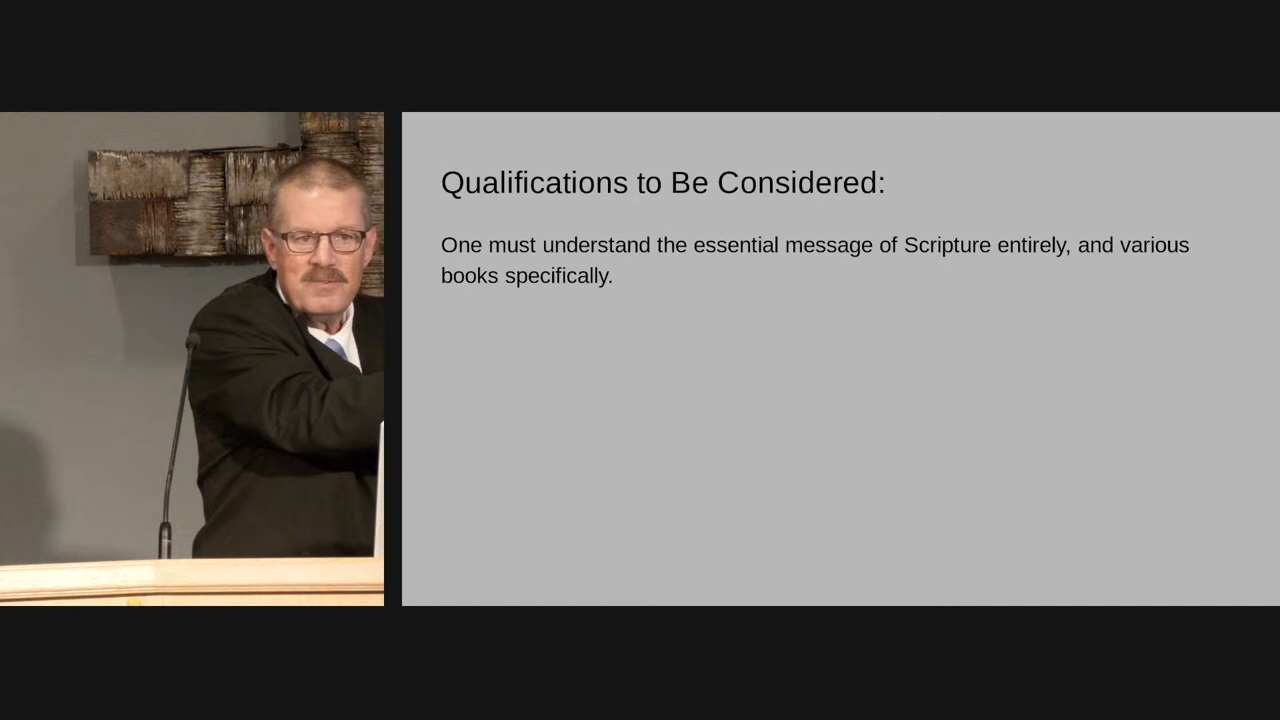 Qualifications to Be Considered:
One must understand the essential message of Scripture entirely, and various
books specifically.